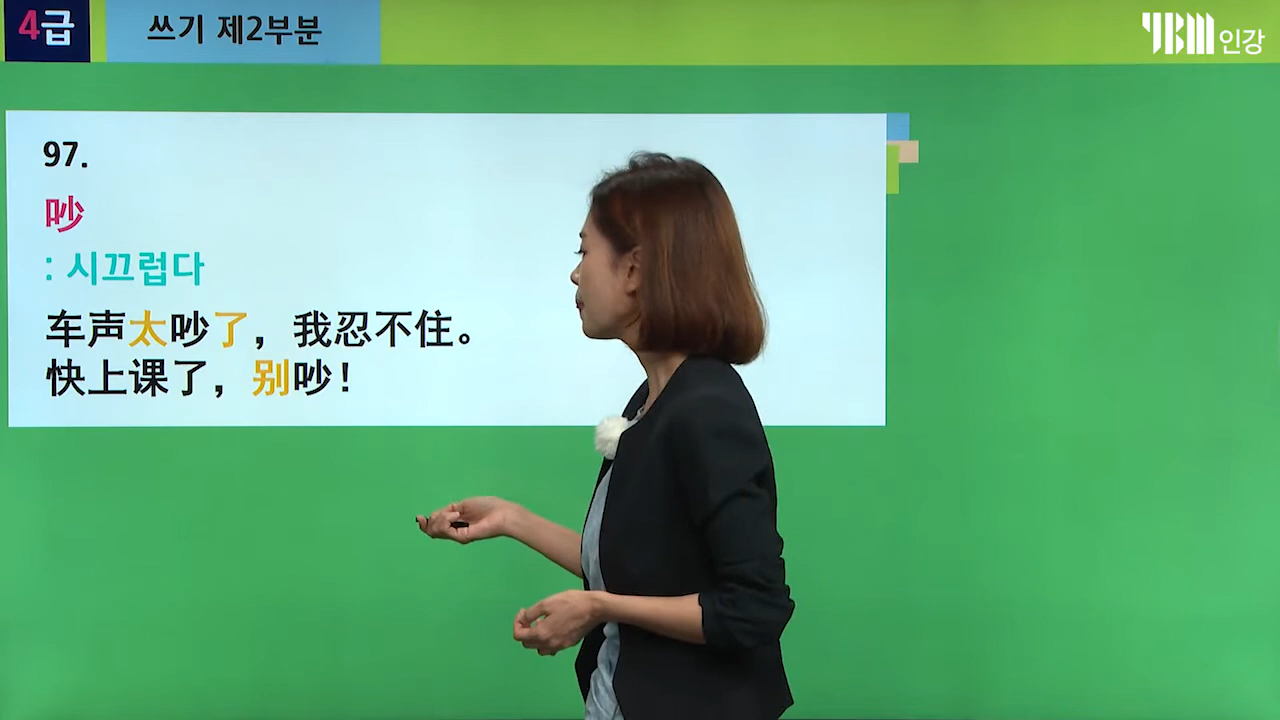 4급
쓰기 제2부분
YBM 인강
97.
吵
: 시끄럽다
车声太吵了，我忍不住。
快上课了，别吵！